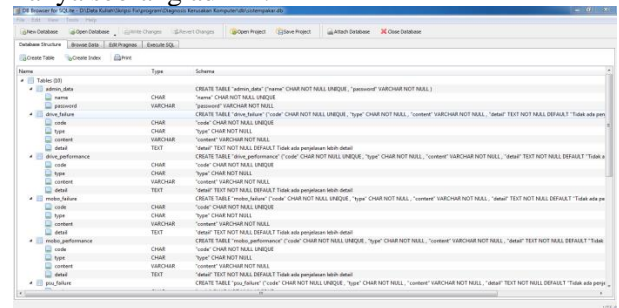 DB Browser for SQLite - D:\Data Kuliah\Skripsi Fix\program\Diagnosis Kerusakan Komputer\db\sistempakar.db
File Edit View Tools Help
New Database Open Database Write Changes Revert Changes Open Project Save Project Attach Database Close Database
Database Structure Browse Data Edit Pragmas Execute SQL
Create Table Create Index Print
Name Type Schema
Tables (10)
admin_data CREATE TABLE "admin_data" ("name" CHAR NOT NULL UNIQUE , "password" VARCHAR NOT NULL )
name CHAR "name" CHAR NOT NULL UNIQUE
password VARCHAR "password" VARCHAR NOT NULL
drive_failure CREATE TABLE "drive_failure" ("code" CHAR NOT NULL UNIQUE , "type" CHAR NOT NULL , "content" VARCHAR NOT NULL , "detail" TEXT NOT NULL DEFAULT "Tidak ada penj
code CHAR "code" CHAR NOT NULL UNIQUE
type CHAR "type" CHAR NOT NULL
content VARCHAR "content" VARCHAR NOT NULL
detail TEXT "detail" TEXT NOT NULL DEFAULT Tidak ada penjelasan lebih detail
drive_performance CREATE TABLE "drive_performance" ("code" CHAR NOT NULL UNIQUE , "type" CHAR NOT NULL , "content" VARCHAR NOT NULL , "detail" TEXT NOT NULL DEFAULT "Tidak a
code CHAR "code" CHAR NOT NULL UNIQUE
type CHAR "type" CHAR NOT NULL
content VARCHAR "content" VARCHAR NOT NULL
detail TEXT "detail" TEXT NOT NULL DEFAULT Tidak ada penjelasan lebih detail
mobo_failure CREATE TABLE "mobo_failure" ("code" CHAR NOT NULL UNIQUE , "type" CHAR NOT NULL , "content" VARCHAR NOT NULL , "detail" TEXT NOT NULL DEFAULT "Tidak ada pe
code CHAR "code" CHAR NOT NULL UNIQUE
type CHAR "type" CHAR NOT NULL
content VARCHAR "content" VARCHAR NOT NULL
detail TEXT "detail" TEXT NOT NULL DEFAULT Tidak ada penjelasan lebih detail
mobo_performance CREATE TABLE "mobo_performance" ("code" CHAR NOT NULL UNIQUE , "type" CHAR NOT NULL , "content" VARCHAR NOT NULL , "detail" TEXT NOT NULL DEFAULT "Tidak
code CHAR "code" CHAR NOT NULL UNIQUE
type CHAR "type" CHAR NOT NULL
content VARCHAR "content" VARCHAR NOT NULL
detail TEXT "detail" TEXT NOT NULL DEFAULT Tidak ada penjelasan lebih detail
psu_failure CREATE TABLE "psu_failure" ("code" CHAR NOT NULL UNIQUE , "type" CHAR NOT NULL , "content" VARCHAR NOT NULL , "detail" TEXT NOT NULL DEFAULT "Tidak ada penje